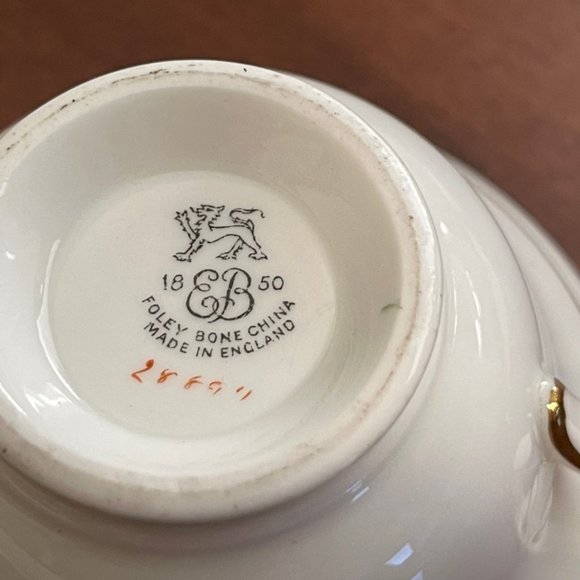 18 EB 50
FOLEY BONE CHINA
MADE IN ENGLAND